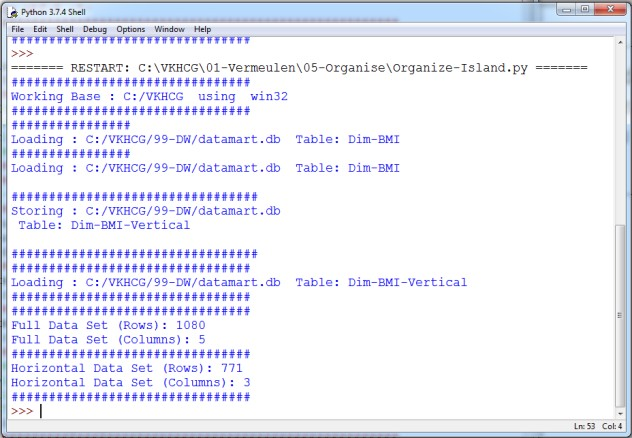 Python 3.7.4 Shell
File Edit Shell Debug Options Window Help
################################
>>>
======= RESTART: C:\VKHCG\01-Vermeulen\05-Organise\Organize-Island.py =======
################################
Working Base : C:/VKHCG  using  win32
################################
################
Loading : C:/VKHCG/99-DW/datamart.db  Table: Dim-BMI
################
Loading : C:/VKHCG/99-DW/datamart.db  Table: Dim-BMI
#################################
Storing : C:/VKHCG/99-DW/datamart.db
 Table: Dim-BMI-Vertical
#################################
################################
Loading : C:/VKHCG/99-DW/datamart.db  Table: Dim-BMI-Vertical
################################
################################
Full Data Set (Rows): 1080
Full Data Set (Columns): 5
################################
Horizontal Data Set (Rows): 771
Horizontal Data Set (Columns): 3
################################
>>>
Ln: 53 Col: 4